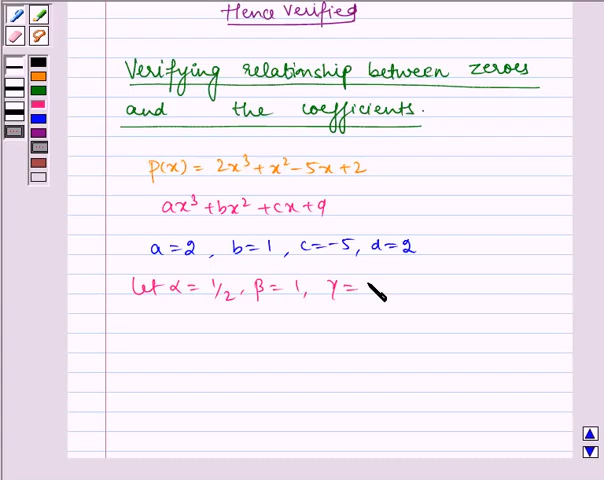 Hence Verified
Verifying relationship between zeroes
and the coefficients.
p(x) = 2x³ + x² - 5x + 2
ax³ + bx² + cx + q
a = 2, b = 1, c = -5, d = 2
Let α = 1/2, β = 1, γ =